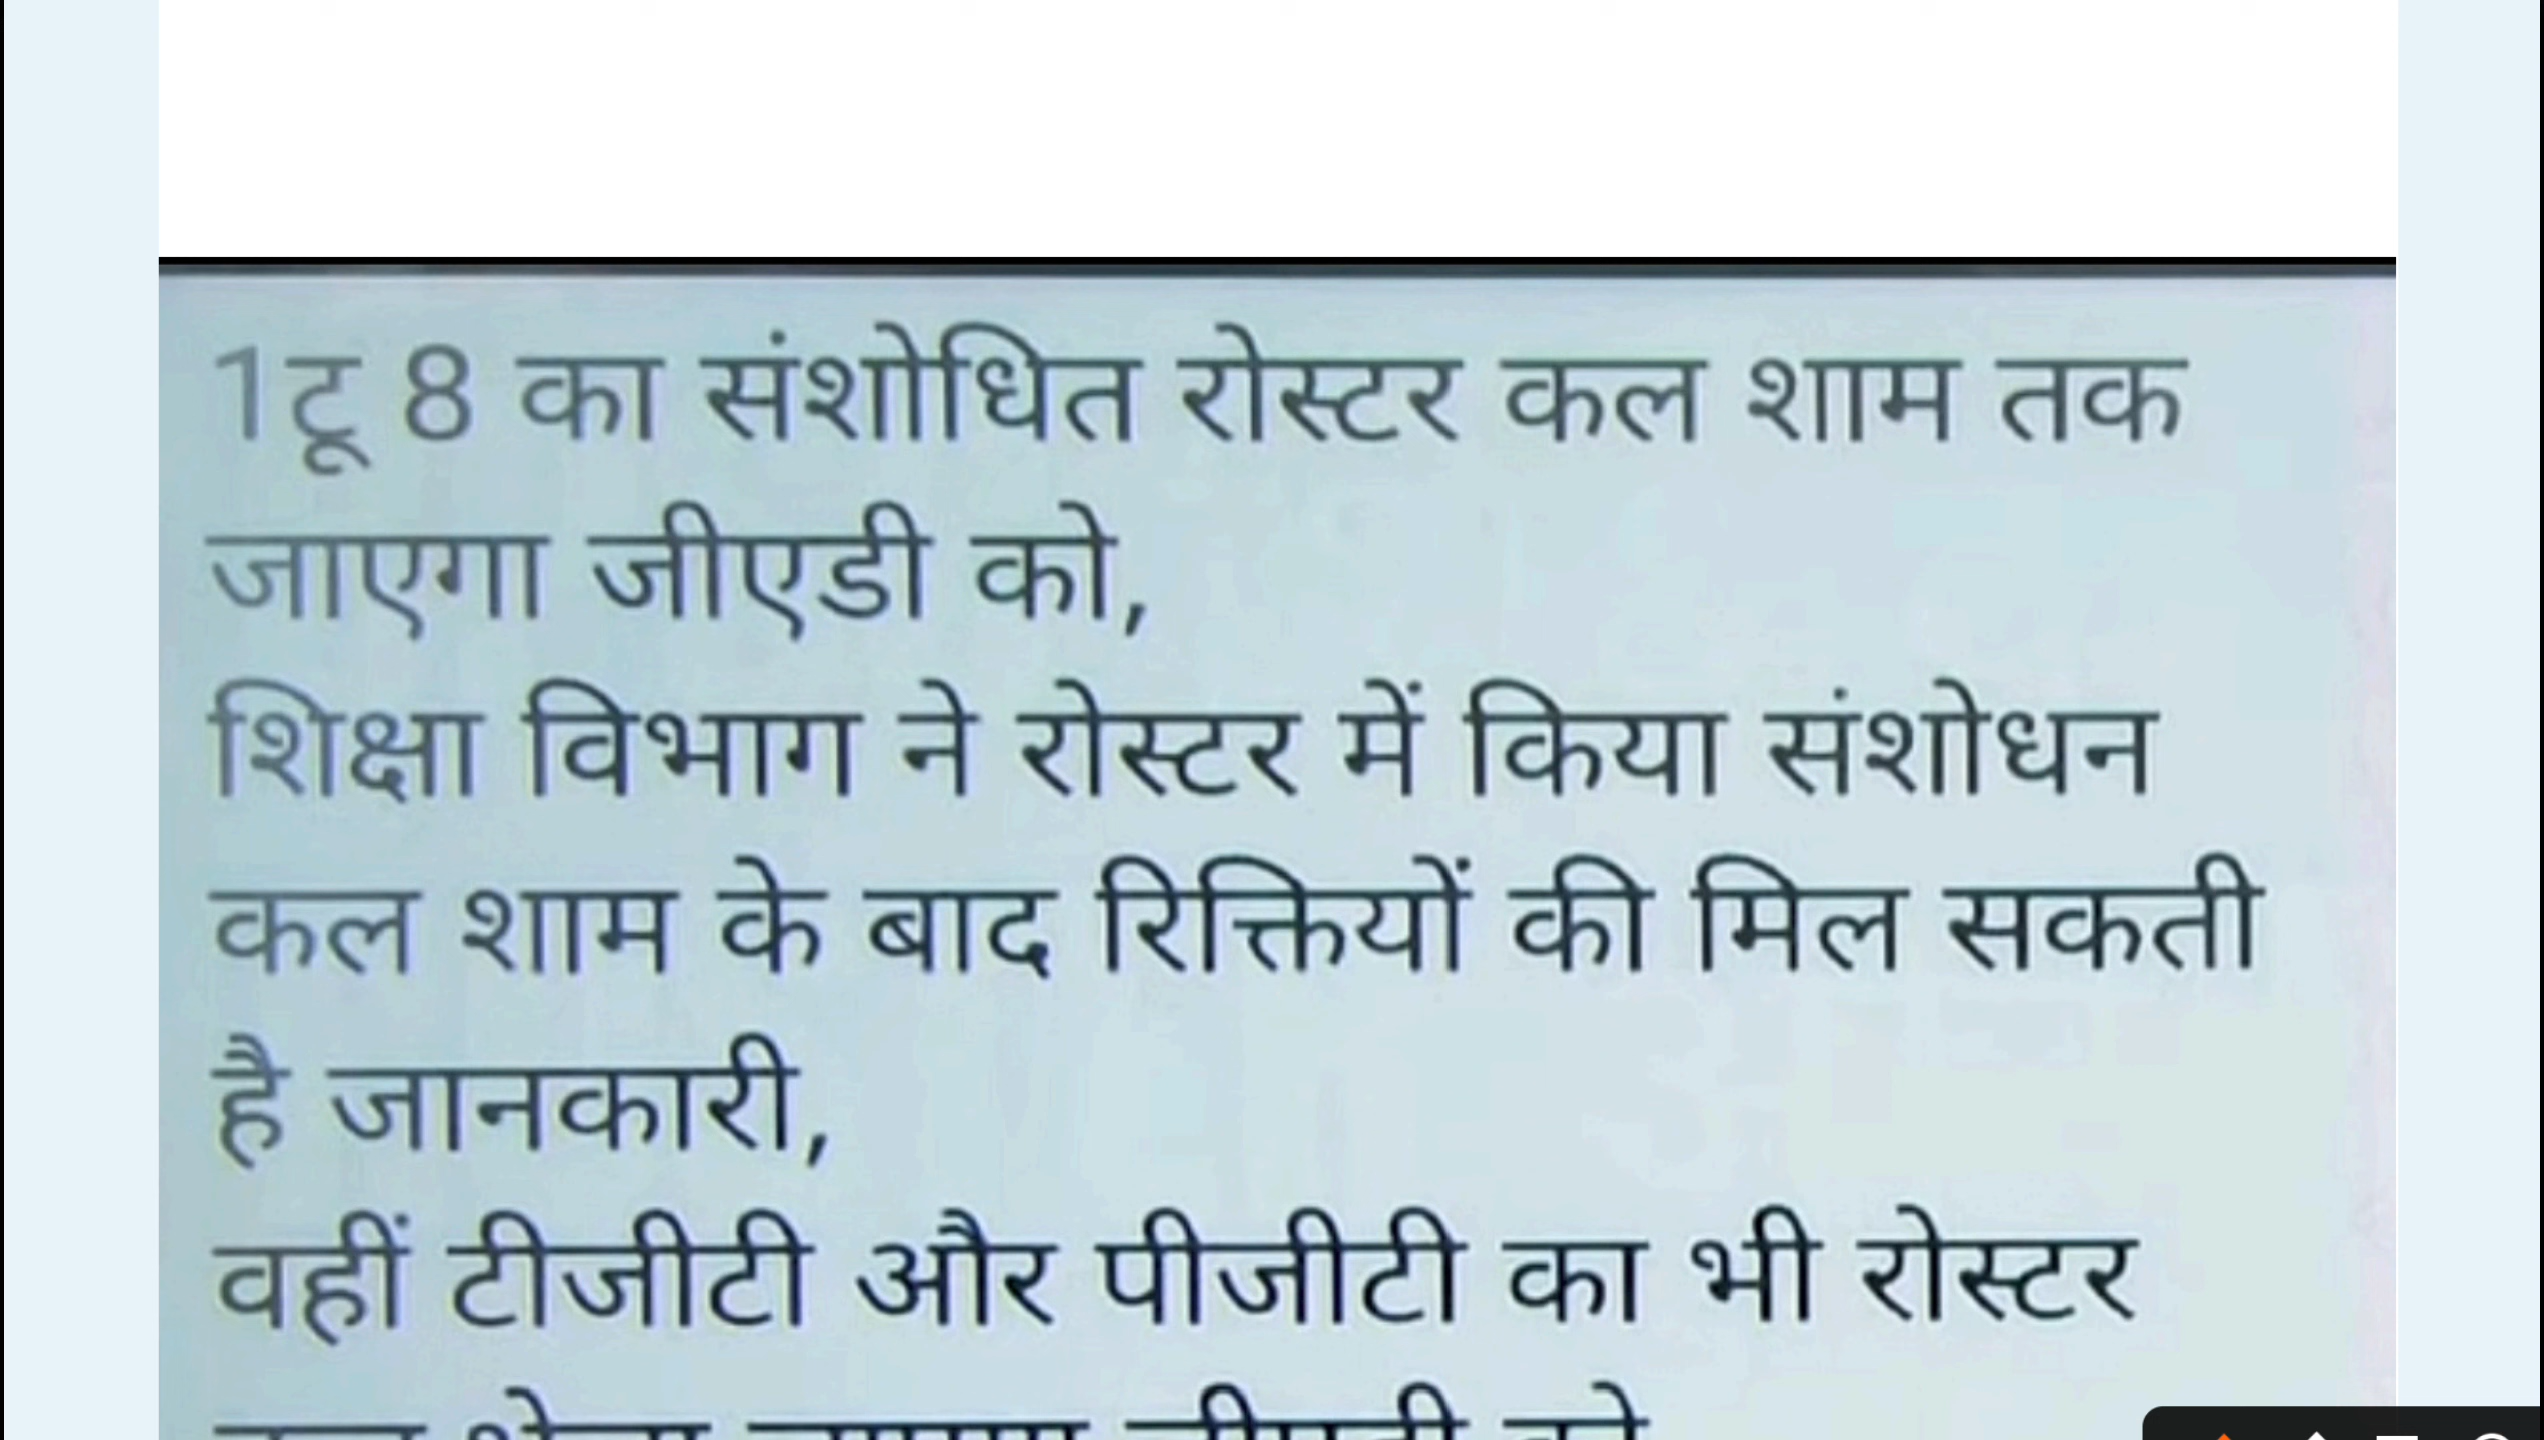 1टू 8 का संशोधित रोस्टर कल शाम तक
जाएगा जीएडी को,
शिक्षा विभाग ने रोस्टर में किया संशोधन
कल शाम के बाद रिक्तियों की मिल सकती
है जानकारी,
वहीं टीजीटी और पीजीटी का भी रोस्टर